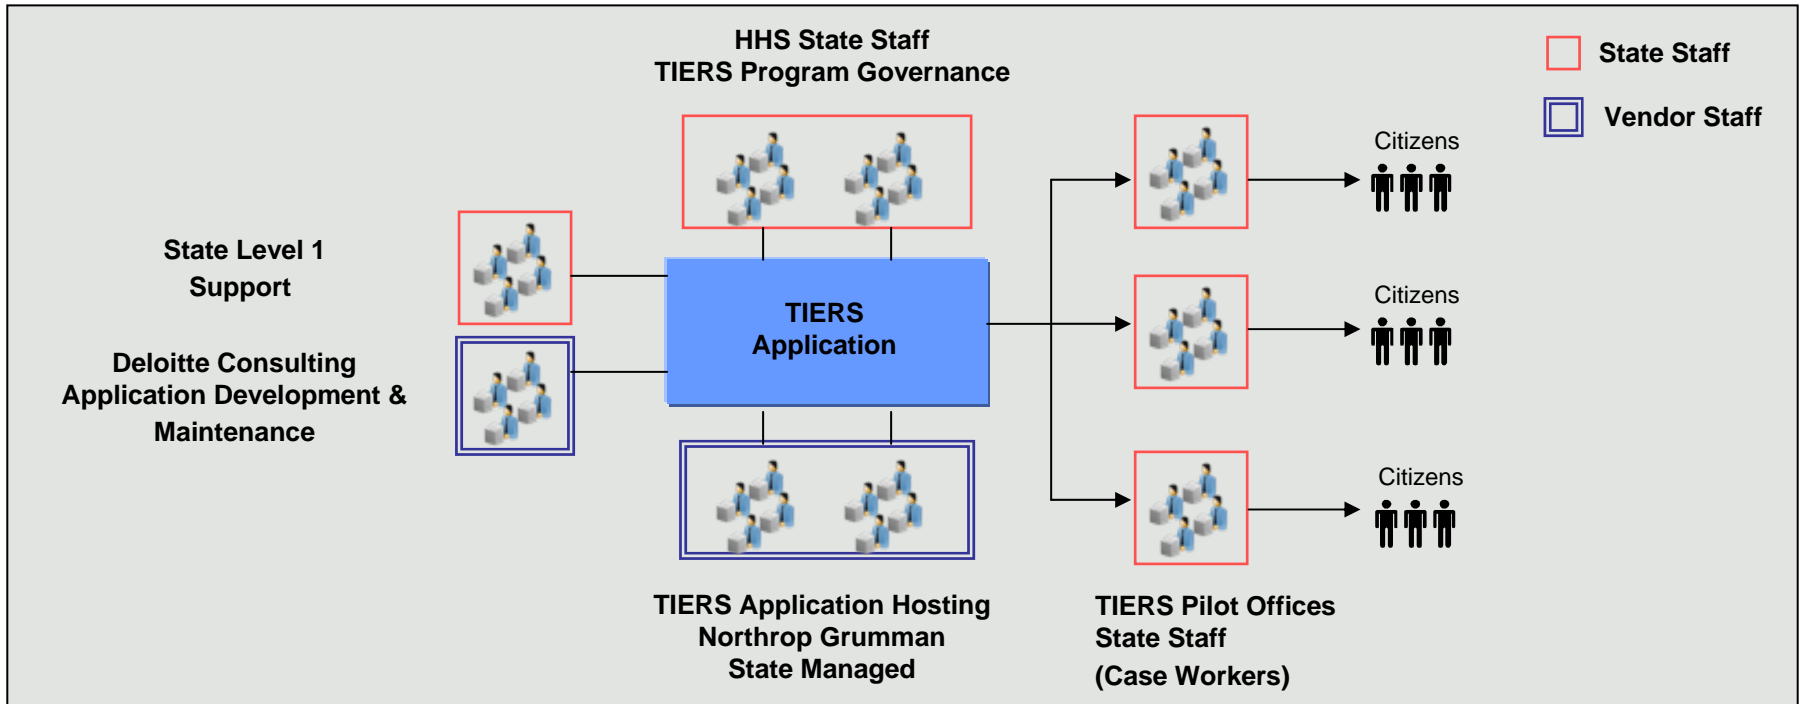 HHS State Staff
TIERS Program Governance
State Staff
Vendor Staff
Citizens
State Level 1
Support
TIERS
Application
Citizens
Deloitte Consulting
Application Development &
Maintenance
Citizens
TIERS Application Hosting
Northrop Grumman
State Managed
TIERS Pilot Offices
State Staff
(Case Workers)